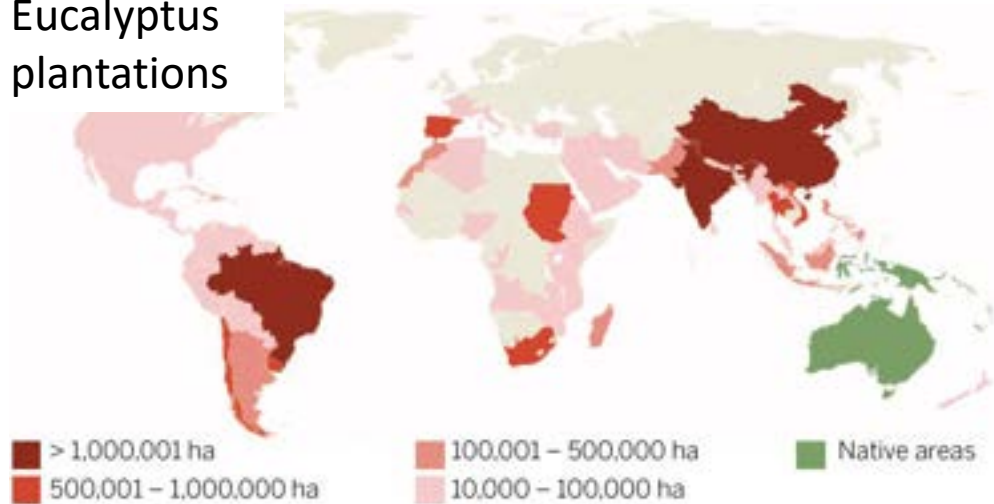 Eucalyptus
plantations
> 1,000,001 ha
500,001 – 1,000,000 ha
100,001 – 500,000 ha
10,000 – 100,000 ha
Native areas